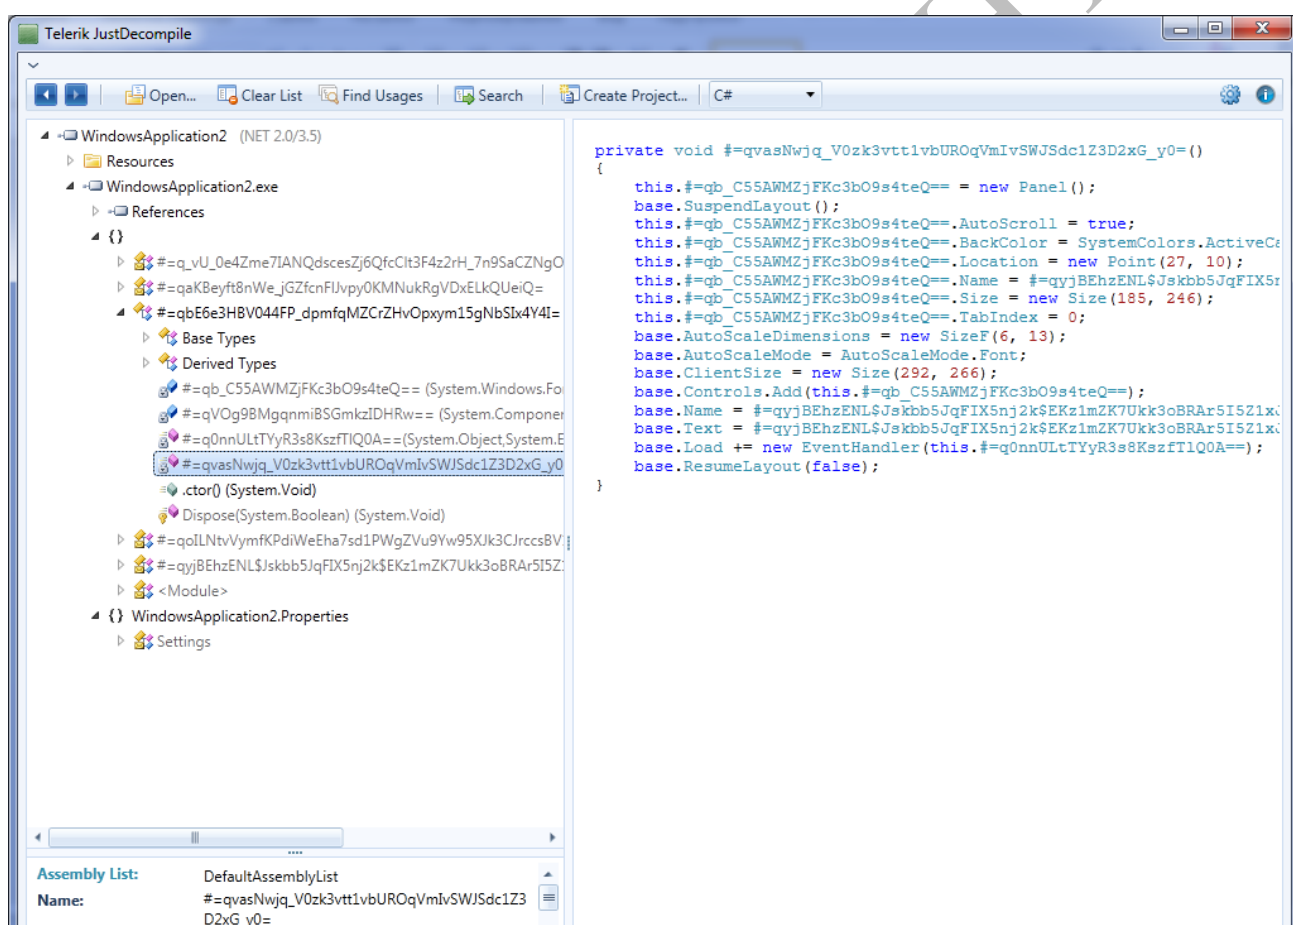 Telerik JustDecompile
Open... Clear List Find Usages Search Create Project... C#
WindowsApplication2 (NET 2.0/3.5)
Resources
WindowsApplication2.exe
References
{}
#=q_vU_0e4Zme7IANQdscesZj6QfcClt3F4z2rH_7n9SaCZNgO
#=qaKBeyft8nWe_jGZfcnFlJvpy0KMNukRgVDxELkQUeiQ=
#=qbE6e3HBV044FP_dpmfqMZCrZHvOpxym15gNbSIx4Y4I=
Base Types
Derived Types
#=qb_C55AWMZjFKc3bO9s4teQ== (System.Windows.Fo
#=qVOg9BMgqnmiBSGmkzIDHRw== (System.Componer
#=q0nnULtTYyR3s8KszfTlQ0A==(System.Object,System.E
#=qvasNwjq_V0zk3vtt1vbUROqVmIvSWJSdc1Z3D2xG_y0
.ctor() (System.Void)
Dispose(System.Boolean) (System.Void)
#=qoILNtvVymfKPdiWeEha7sd1PWgZVu9Yw95XJk3CJrccsBV
#=qyjBEhzENL$Jskbb5JqFIX5nj2k$EKz1mZK7Ukk3oBRAr5I5Z
<Module>
{} WindowsApplication2.Properties
Settings
private void #=qvasNwjq_V0zk3vtt1vbUROqVmIvSWJSdc1Z3D2xG_y0=()
{
this.#=qb_C55AWMZjFKc3bO9s4teQ== = new Panel();
base.SuspendLayout();
this.#=qb_C55AWMZjFKc3bO9s4teQ==.AutoScroll = true;
this.#=qb_C55AWMZjFKc3bO9s4teQ==.BackColor = SystemColors.ActiveCa
this.#=qb_C55AWMZjFKc3bO9s4teQ==.Location = new Point(27, 10);
this.#=qb_C55AWMZjFKc3bO9s4teQ==.Name = #=qyjBEhzENL$Jskbb5JqFIX5n
this.#=qb_C55AWMZjFKc3bO9s4teQ==.Size = new Size(185, 246);
this.#=qb_C55AWMZjFKc3bO9s4teQ==.TabIndex = 0;
base.AutoScaleDimensions = new SizeF(6, 13);
base.AutoScaleMode = AutoScaleMode.Font;
base.ClientSize = new Size(292, 266);
base.Controls.Add(this.#=qb_C55AWMZjFKc3bO9s4teQ==);
base.Name = #=qyjBEhzENL$Jskbb5JqFIX5nj2k$EKz1mZK7Ukk3oBRAr5I5Z1x
base.Text = #=qyjBEhzENL$Jskbb5JqFIX5nj2k$EKz1mZK7Ukk3oBRAr5I5Z1x
base.Load += new EventHandler(this.#=q0nnULtTYyR3s8KszfTlQ0A==);
base.ResumeLayout(false);
}
Assembly List: DefaultAssemblyList
Name: #=qvasNwjq_V0zk3vtt1vbUROqVmIvSWJSdc1Z3
D2xG_y0=